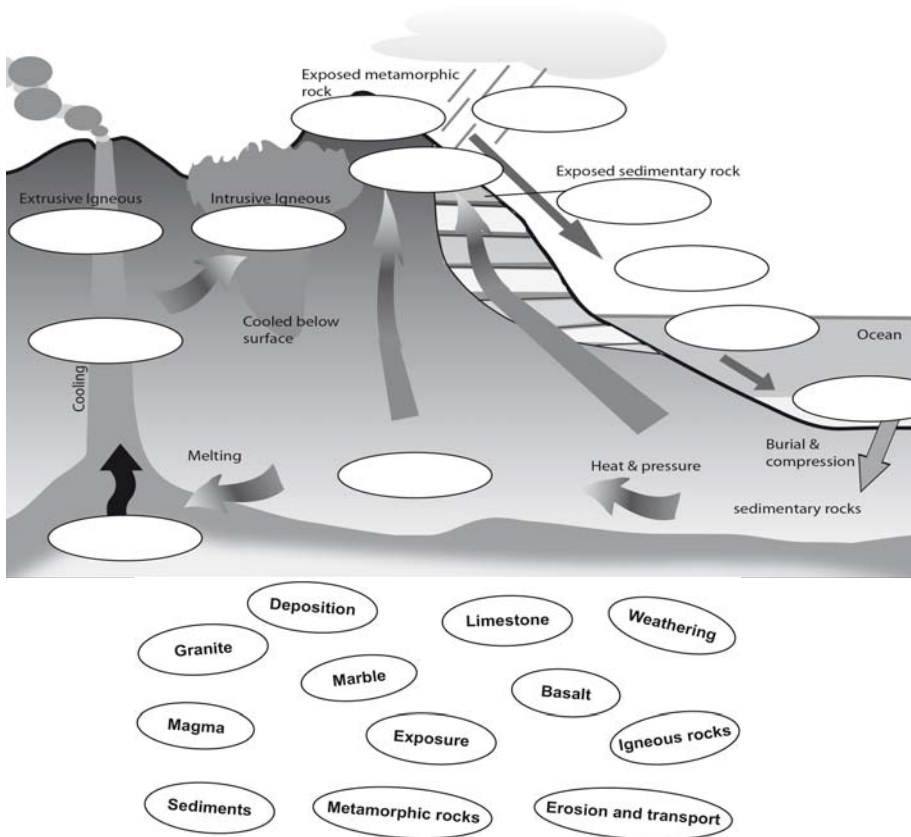 Exposed metamorphic
rock
Exposed sedimentary rock
Extrusive Igneous
Intrusive Igneous
Cooled below
surface
Ocean
Cooling
Melting
Heat & pressure
Burial &
compression
sedimentary rocks
Deposition
Limestone
Weathering
Granite
Marble
Basalt
Magma
Exposure
Igneous rocks
Sediments
Metamorphic rocks
Erosion and transport